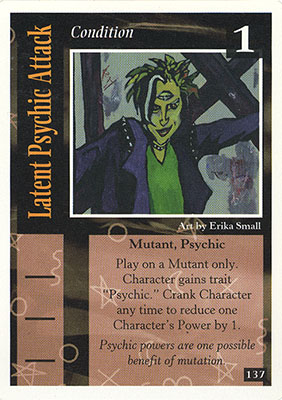 Latent Psychic Attack
Condition
1
Art by Erika Small
Mutant, Psychic
Play on a Mutant only.
Character gains trait
"Psychic." Crank Character
any time to reduce one
Character's Power by 1.
Psychic powers are one possible
benefit of mutation.
137